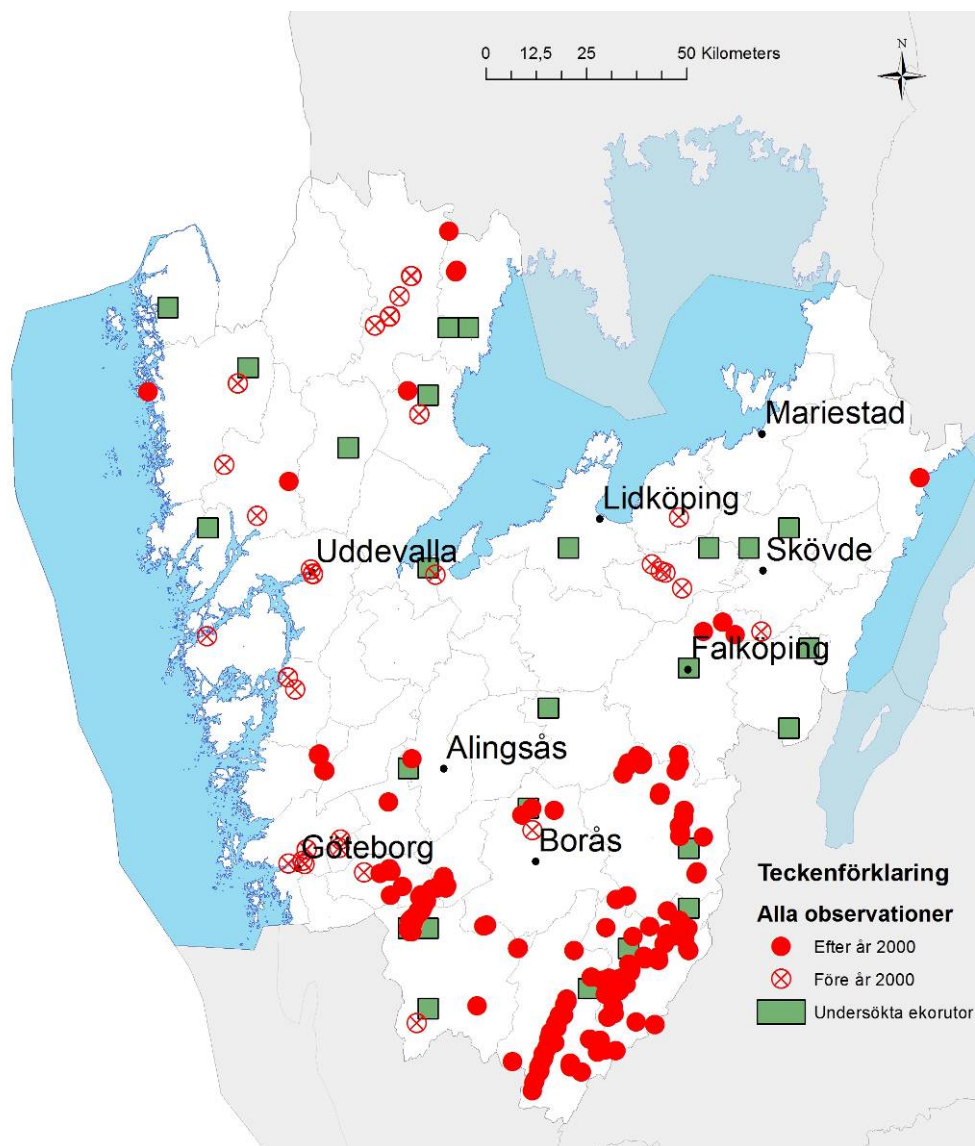 0 12,5 25 50 Kilometers
N
Mariestad
Lidköping
Uddevalla
Skövde
Falköping
Alingsås
Göteborg
Borås
Teckenförklaring
Alla observationer
Efter år 2000
Före år 2000
Undersökta ekorutor